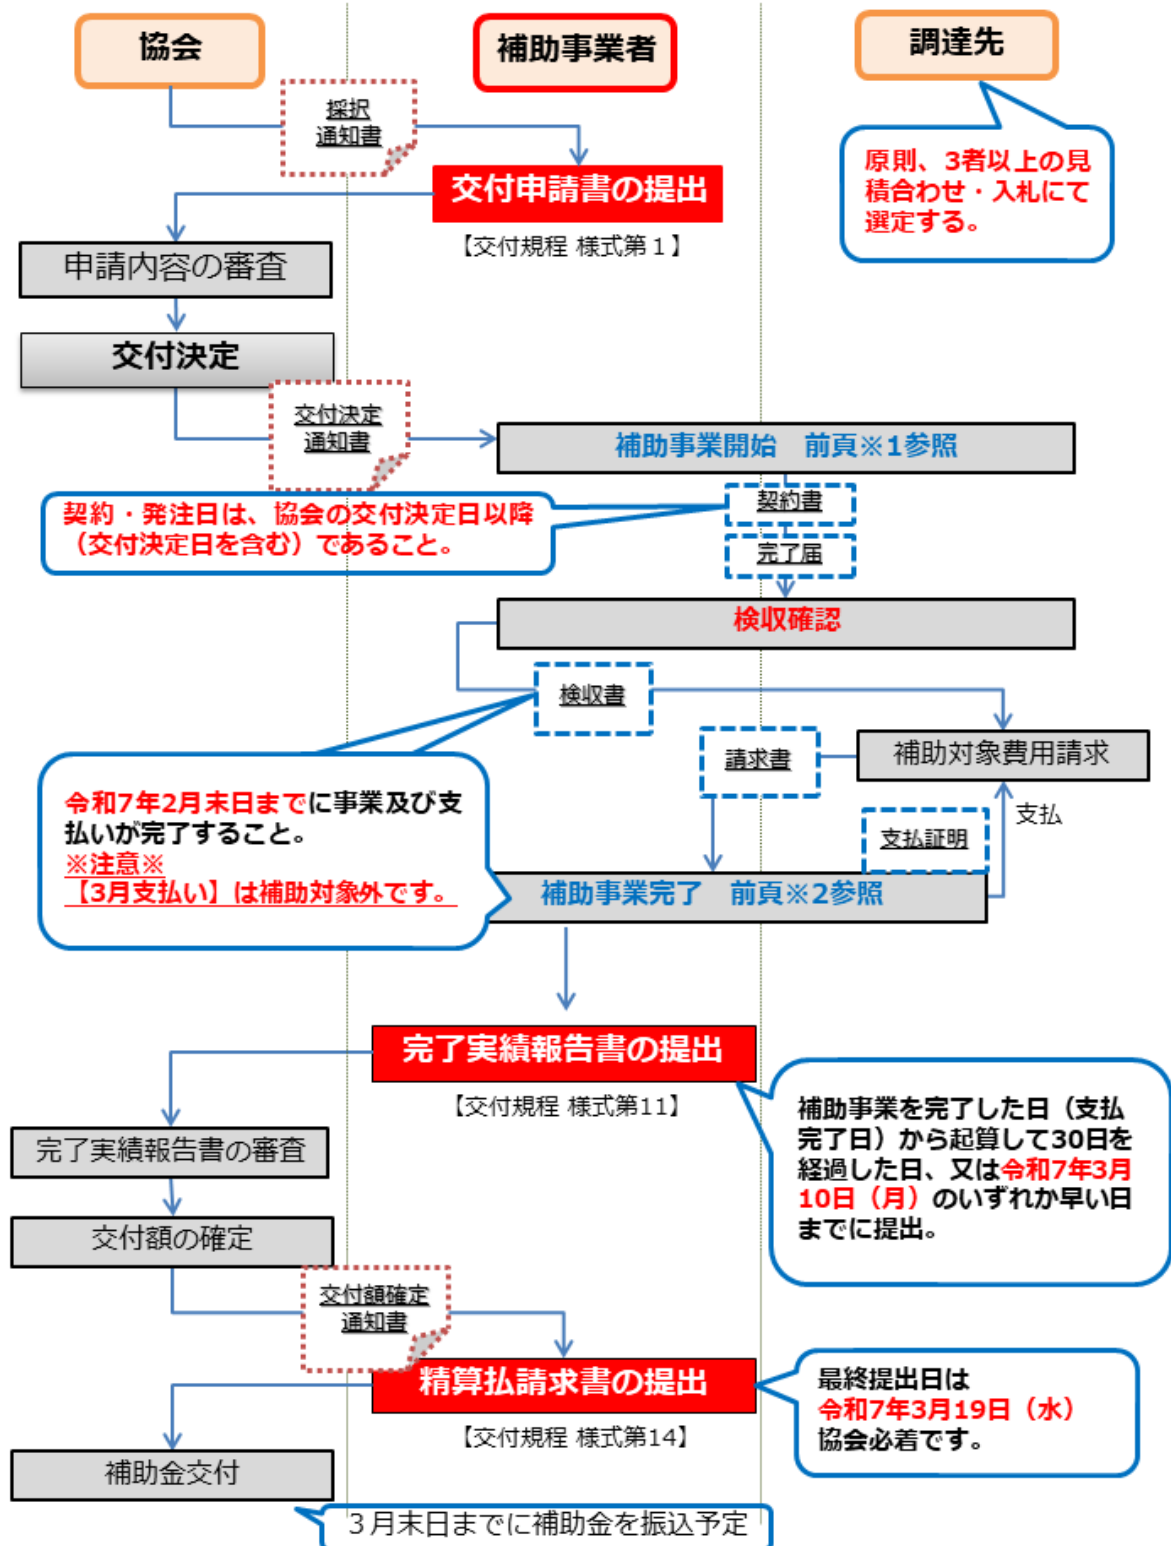 協会
補助事業者
調達先
採択
通知書
原則、3者以上の見
積合わせ・入札にて
選定する。
交付申請書の提出
【交付規程 様式第１】
申請内容の審査
交付決定
交付決定
通知書
補助事業開始　前頁※1参照
契約書
契約・発注日は、協会の交付決定日以降
（交付決定日を含む）であること。
完了届
検収確認
検収書
請求書
補助対象費用請求
令和7年2月末日までに事業及び支
払いが完了すること。
※注意※
【3月支払い】は補助対象外です。
支払
支払証明
補助事業完了　前頁※2参照
完了実績報告書の提出
【交付規程 様式第11】
補助事業を完了した日（支払
完了日）から起算して30日を
経過した日、又は令和7年3月
10日（月）のいずれか早い日
までに提出。
完了実績報告書の審査
交付額の確定
交付額確定
通知書
精算払請求書の提出
【交付規程 様式第14】
最終提出日は
令和7年3月19日（水）
協会必着です。
補助金交付
３月末日までに補助金を振込予定